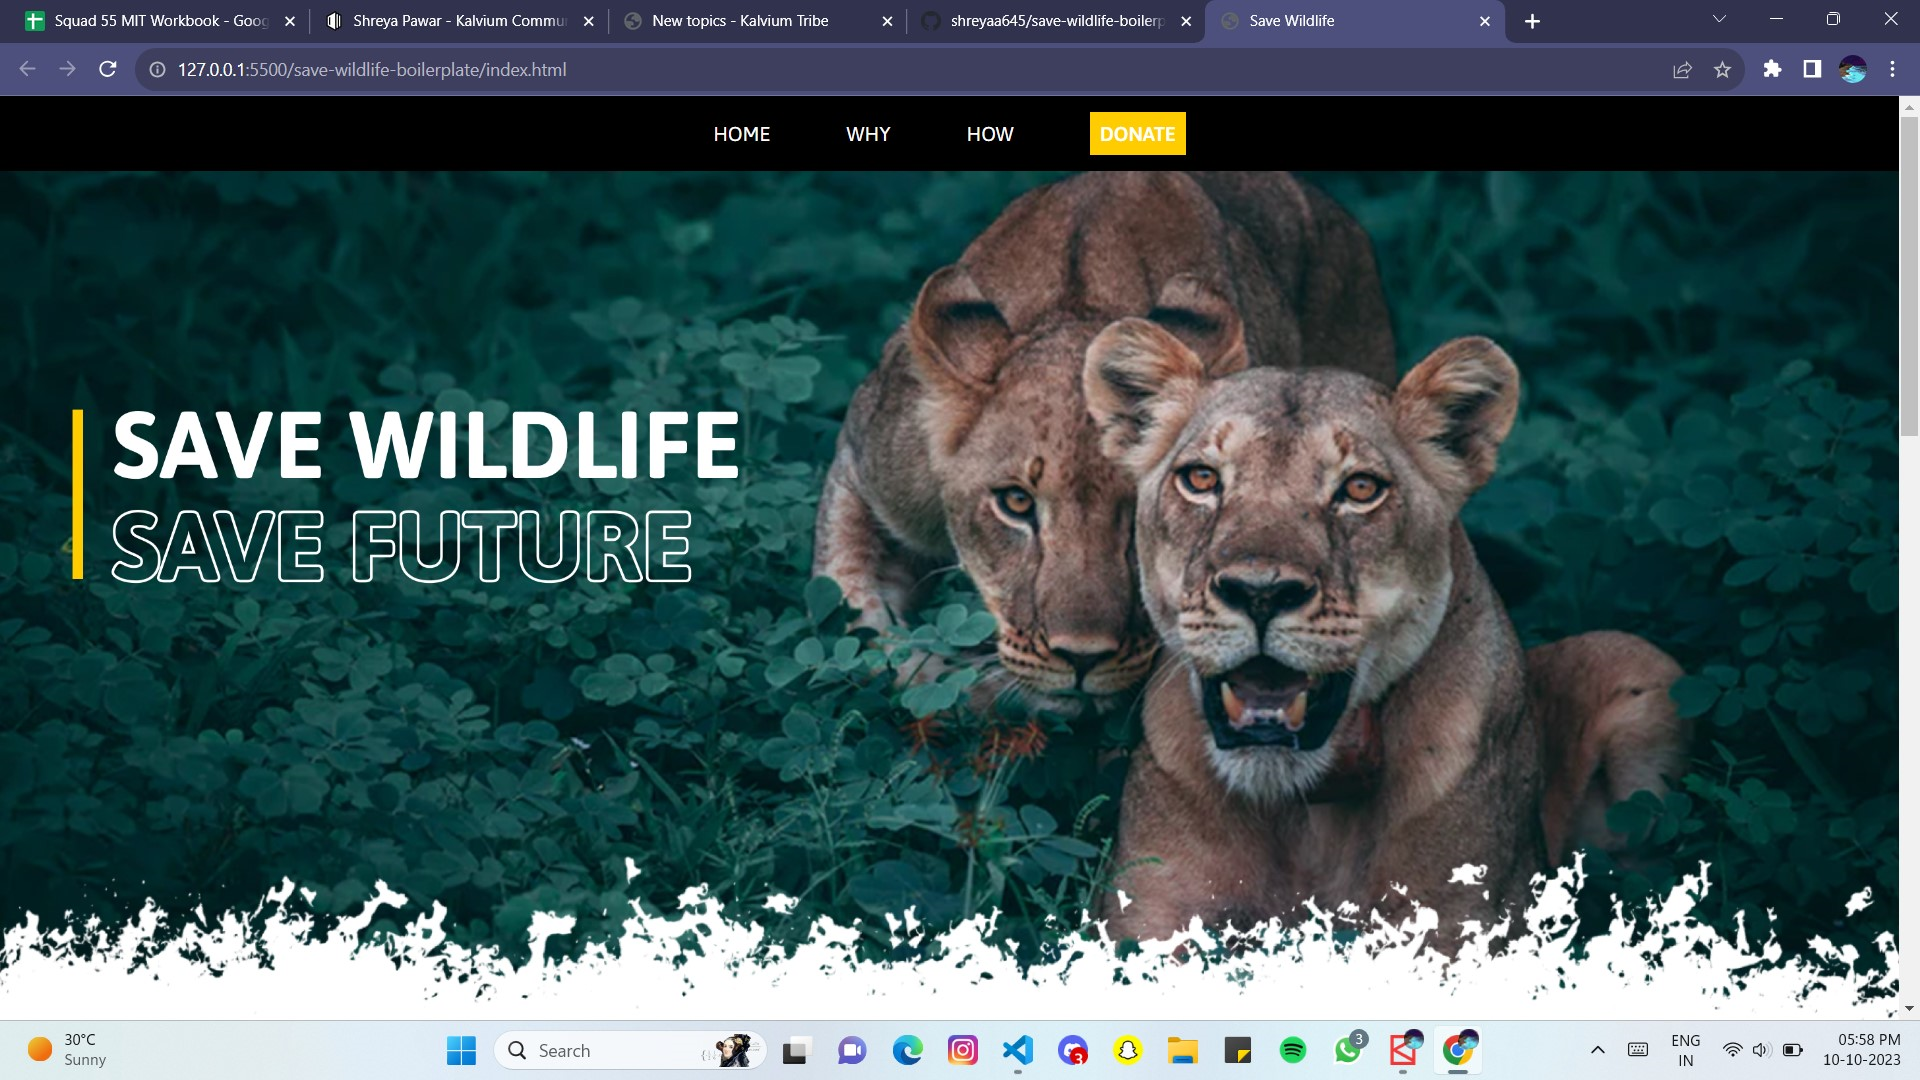 Squad 55 MIT Workbook - Goog
Shreya Pawar - Kalvium Commu
New topics - Kalvium Tribe
shreyaa645/save-wildlife-boilerp
Save Wildlife
127.0.0.1:5500/save-wildlife-boilerplate/index.html
HOME WHY HOW DONATE
SAVE WILDLIFE
SAVE FUTURE
30°C
Sunny
Search
3
3
ENG
IN
05:58 PM
10-10-2023